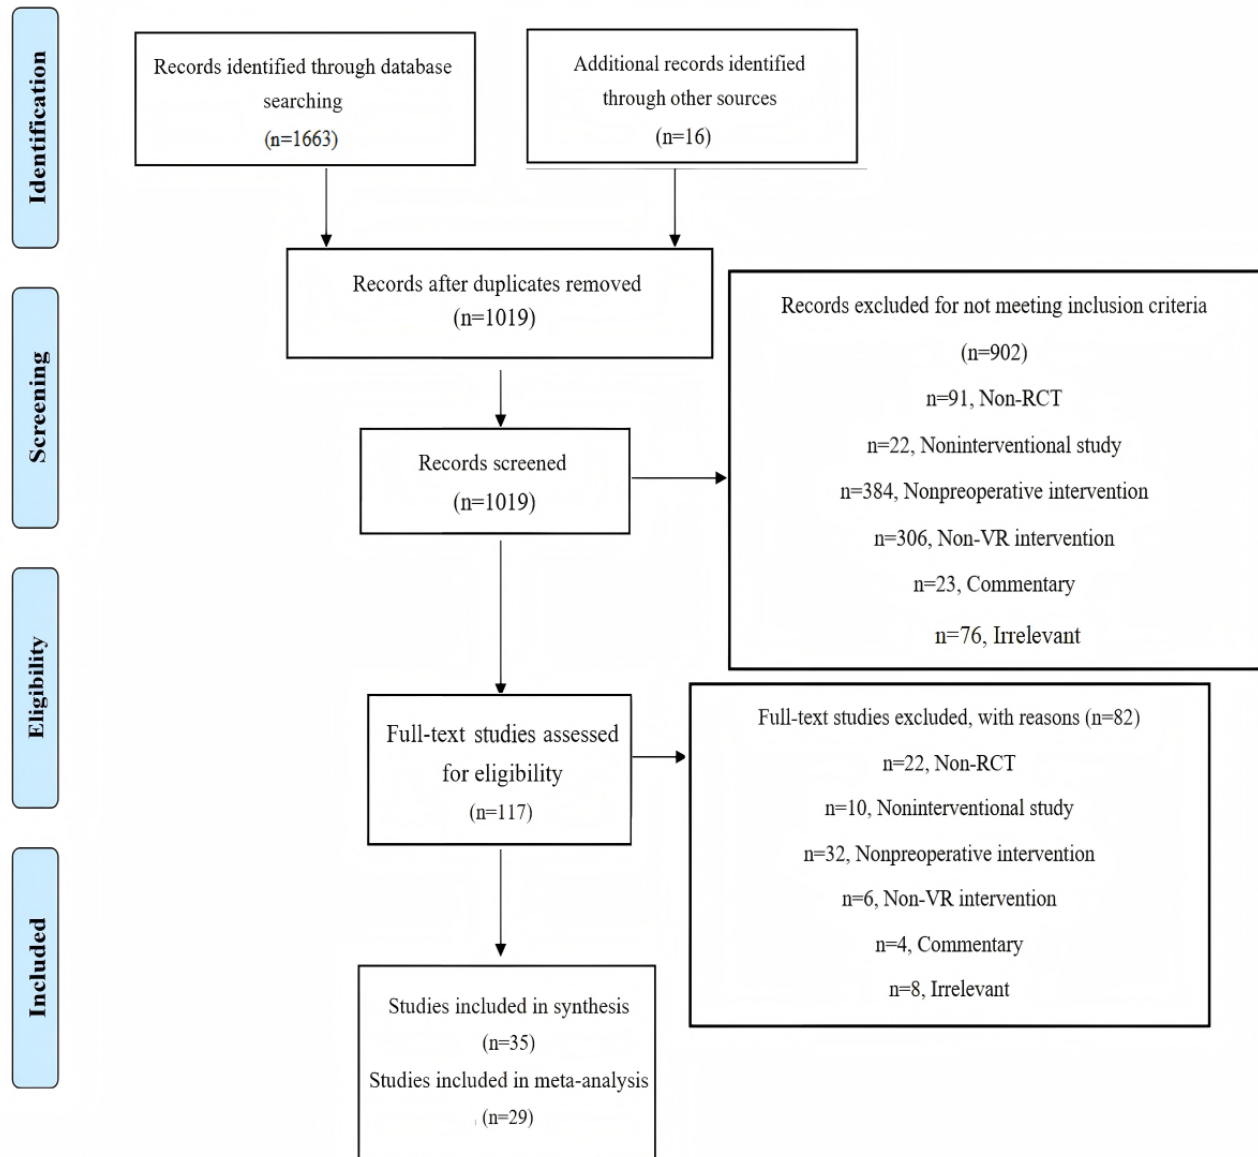 Identification
Records identified through database
searching
(n=1663)
Additional records identified
through other sources
(n=16)
Records after duplicates removed
(n=1019)
Screening
Records screened
(n=1019)
Records excluded for not meeting inclusion criteria
(n=902)
n=91, Non-RCT
n=22, Noninterventional study
n=384, Nonpreoperative intervention
n=306, Non-VR intervention
n=23, Commentary
n=76, Irrelevant
Eligibility
Full-text studies assessed
for eligibility
(n=117)
Full-text studies excluded, with reasons (n=82)
n=22, Non-RCT
n=10, Noninterventional study
n=32, Nonpreoperative intervention
n=6, Non-VR intervention
n=4, Commentary
n=8, Irrelevant
Included
Studies included in synthesis
(n=35)
Studies included in meta-analysis
(n=29)